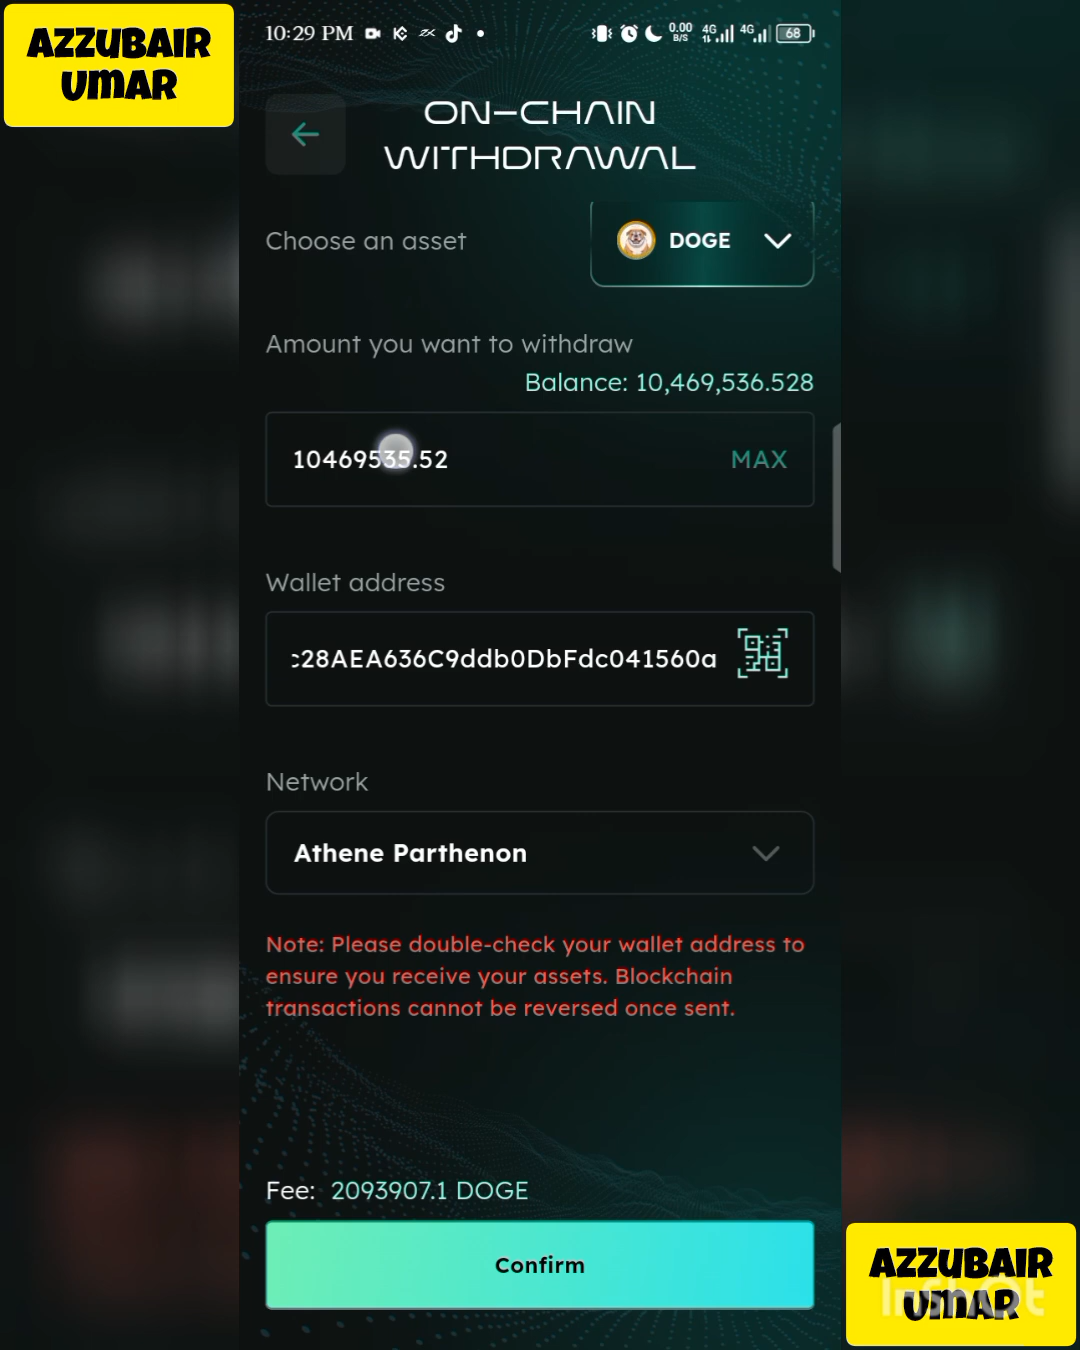 AZZUBAIR
UMAR
10:29 PM
0.00
B/S
4G
4G
68
ON-CHAIN
WITHDRAWAL
Choose an asset
DOGE
Amount you want to withdraw
Balance: 10,469,536.528
10469535.52
MAX
Wallet address
c28AEA636C9ddb0DbFdc041560a
Network
Athene Parthenon
Note: Please double-check your wallet address to
ensure you receive your assets. Blockchain
transactions cannot be reversed once sent.
Fee: 2093907.1 DOGE
Confirm
AZZUBAIR
UMAR
InShOt